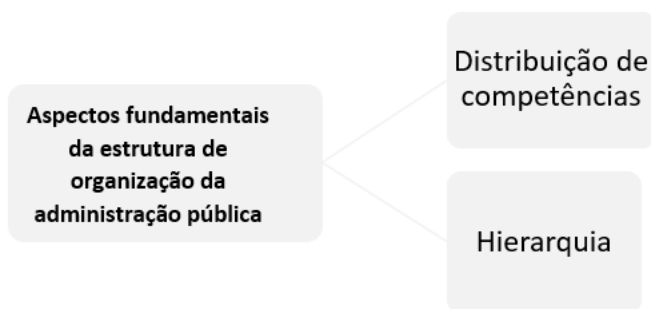 Aspectos fundamentais
da estrutura de
organização da
administração pública
Distribuição de
competências
Hierarquia